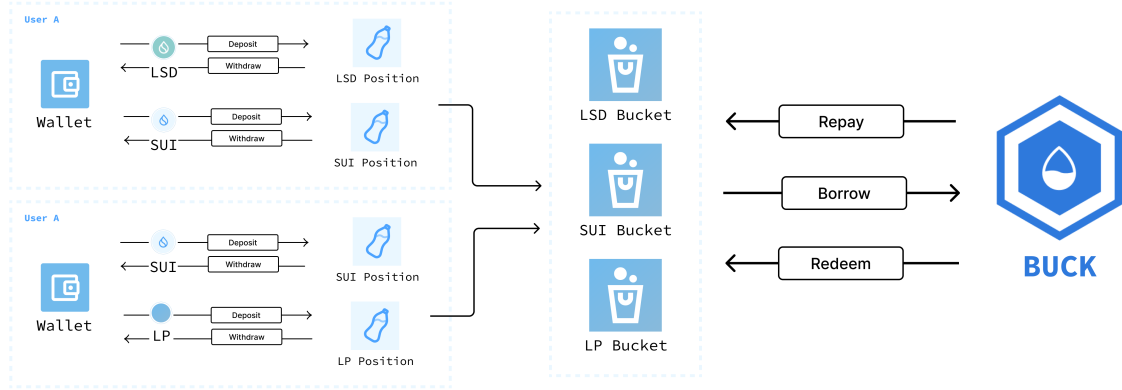 User A
Wallet
LSD
Deposit
Withdraw
LSD Position
SUI
Deposit
Withdraw
SUI Position
User A
Wallet
SUI
Deposit
Withdraw
SUI Position
LP
Deposit
Withdraw
LP Position
LSD Bucket
SUI Bucket
LP Bucket
Repay
Borrow
Redeem
BUCK